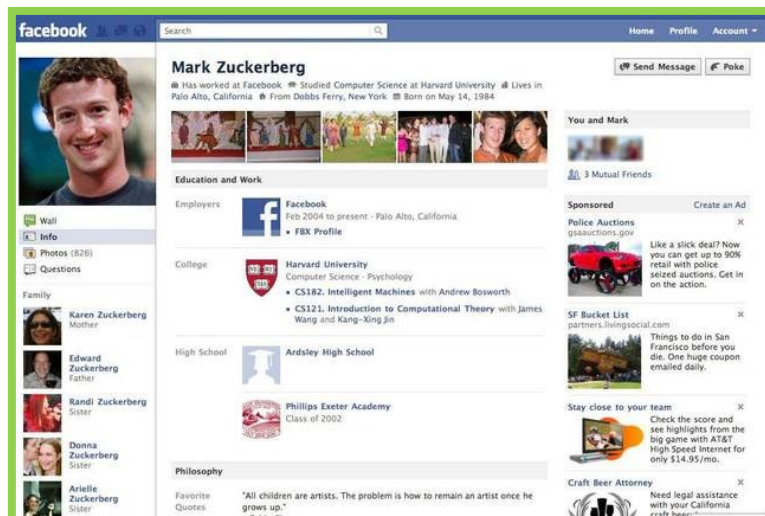 facebook
Search
Home Profile Account
Mark Zuckerberg
Has worked at Facebook Studied Computer Science at Harvard University Lives in
Palo Alto, California From Dobbs Ferry, New York Born on May 14, 1984
Send Message Poke
Wall
Info
Photos (826)
Questions
Family
Karen Zuckerberg
Mother
Edward
Zuckerberg
Father
Randi Zuckerberg
Sister
Donna
Zuckerberg
Sister
Arielle
Zuckerberg
Sister
Education and Work
Employers
Facebook
Feb 2004 to present · Palo Alto, California
• FBX Profile
College
Harvard University
Computer Science · Psychology
• CS182. Intelligent Machines with Andrew Bosworth
• CS121. Introduction to Computational Theory with James
Wang and Kang-Xing Jin
High School
Ardsley High School
Phillips Exeter Academy
Class of 2002
Philosophy
Favorite
Quotes
"All children are artists. The problem is how to remain an artist once he
grows up."
You and Mark
3 Mutual Friends
Sponsored Create an Ad
Police Auctions
gsaauctions.gov
Like a slick deal? Now
you can get up to 90%
retail with police
seized auctions. Get in
on the action.
SF Bucket List
partners.livingsocial.com
Things to do in San
Francisco before you
die. One huge coupon
emailed daily.
Stay close to your team
Check the score and
see highlights from the
big game with AT&T
High Speed Internet for
only $14.95/mo.
Craft Beer Attorney
Need legal assistance
with your California
craft beer